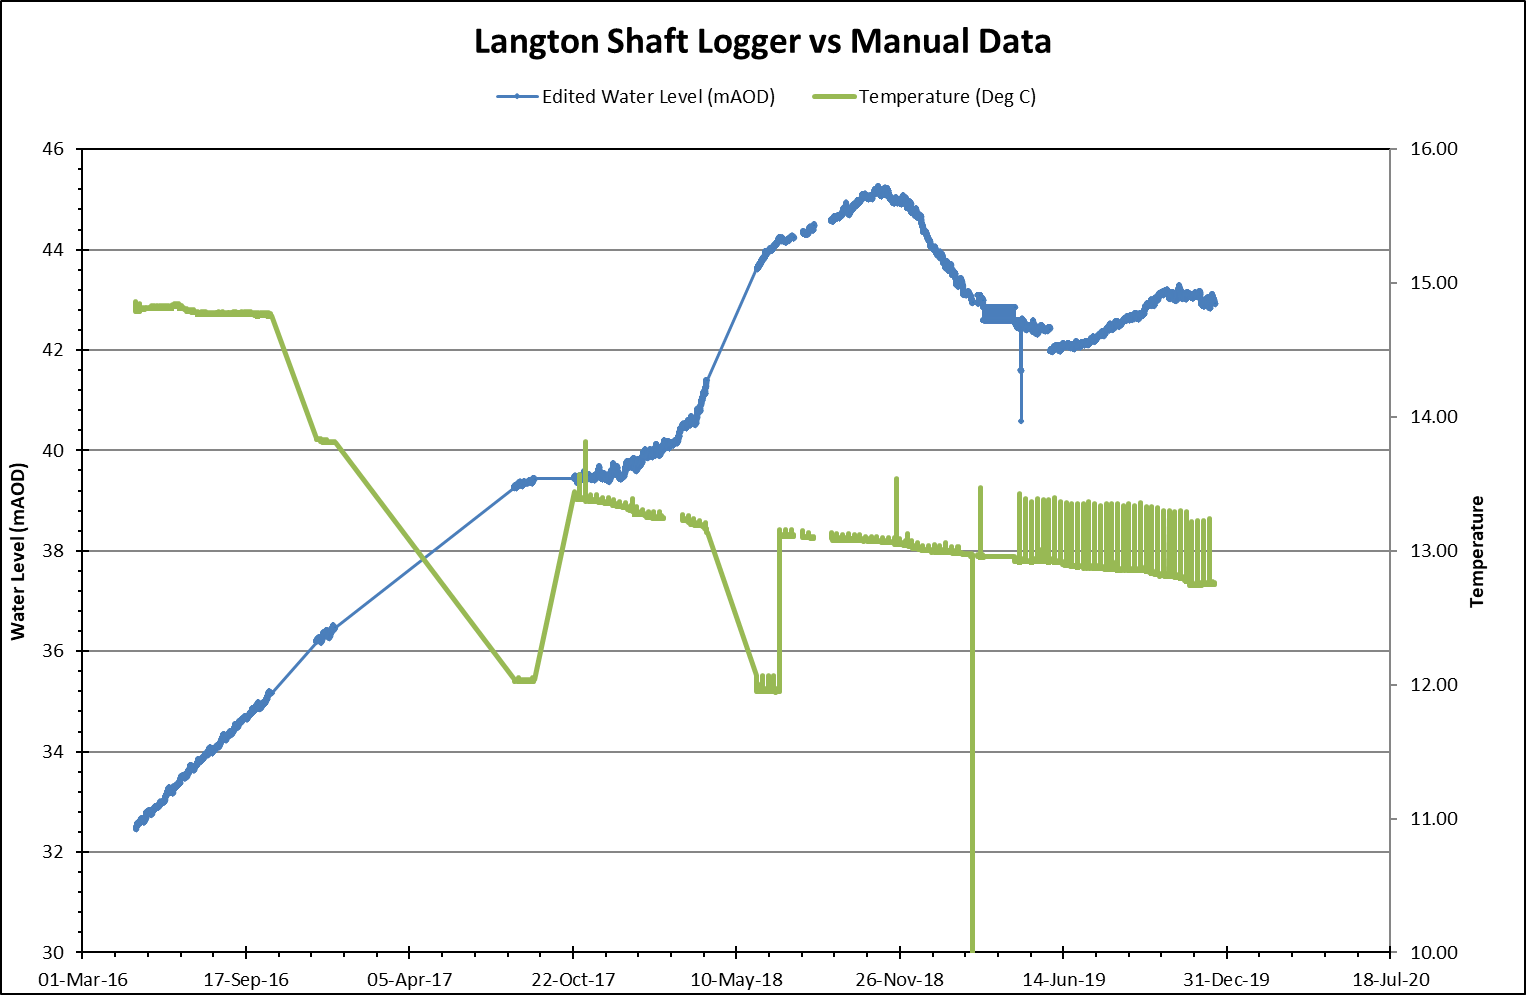 Langton Shaft Logger vs Manual Data
Edited Water Level (mAOD) Temperature (Deg C)
46 16.00
15.00
44
42
14.00
40
Water Level (mAOD)
38 13.00
Temperature
36
12.00
34
11.00
32
30 10.00
01-Mar-16 17-Sep-16 05-Apr-17 22-Oct-17 10-May-18 26-Nov-18 14-Jun-19 31-Dec-19 18-Jul-20